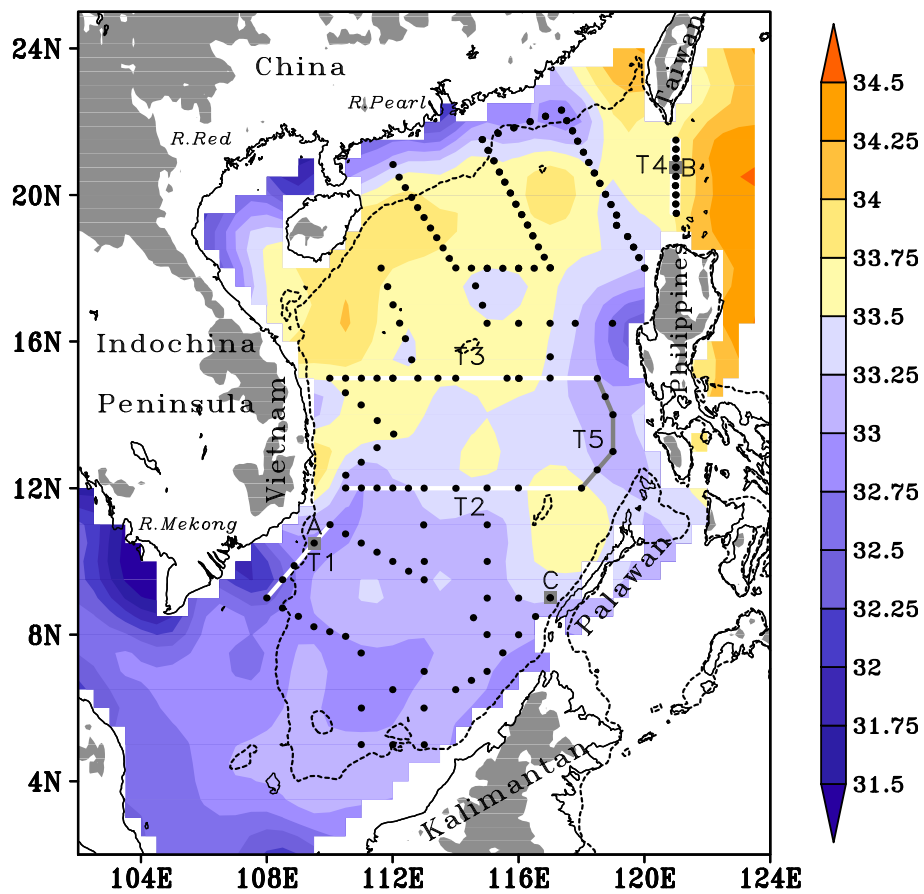 24N
20N
16N
12N
8N
4N
China
Taiwan
R.Pearl
R.Red
T4
B
Philippines
Indochina
Peninsula
T3
Vietnam
T5
T2
R.Mekong
A
T1
C
Palawan
Kalimantan
104E
108E
112E
116E
120E
124E
34.5
34.25
34
33.75
33.5
33.25
33
32.75
32.5
32.25
32
31.75
31.5